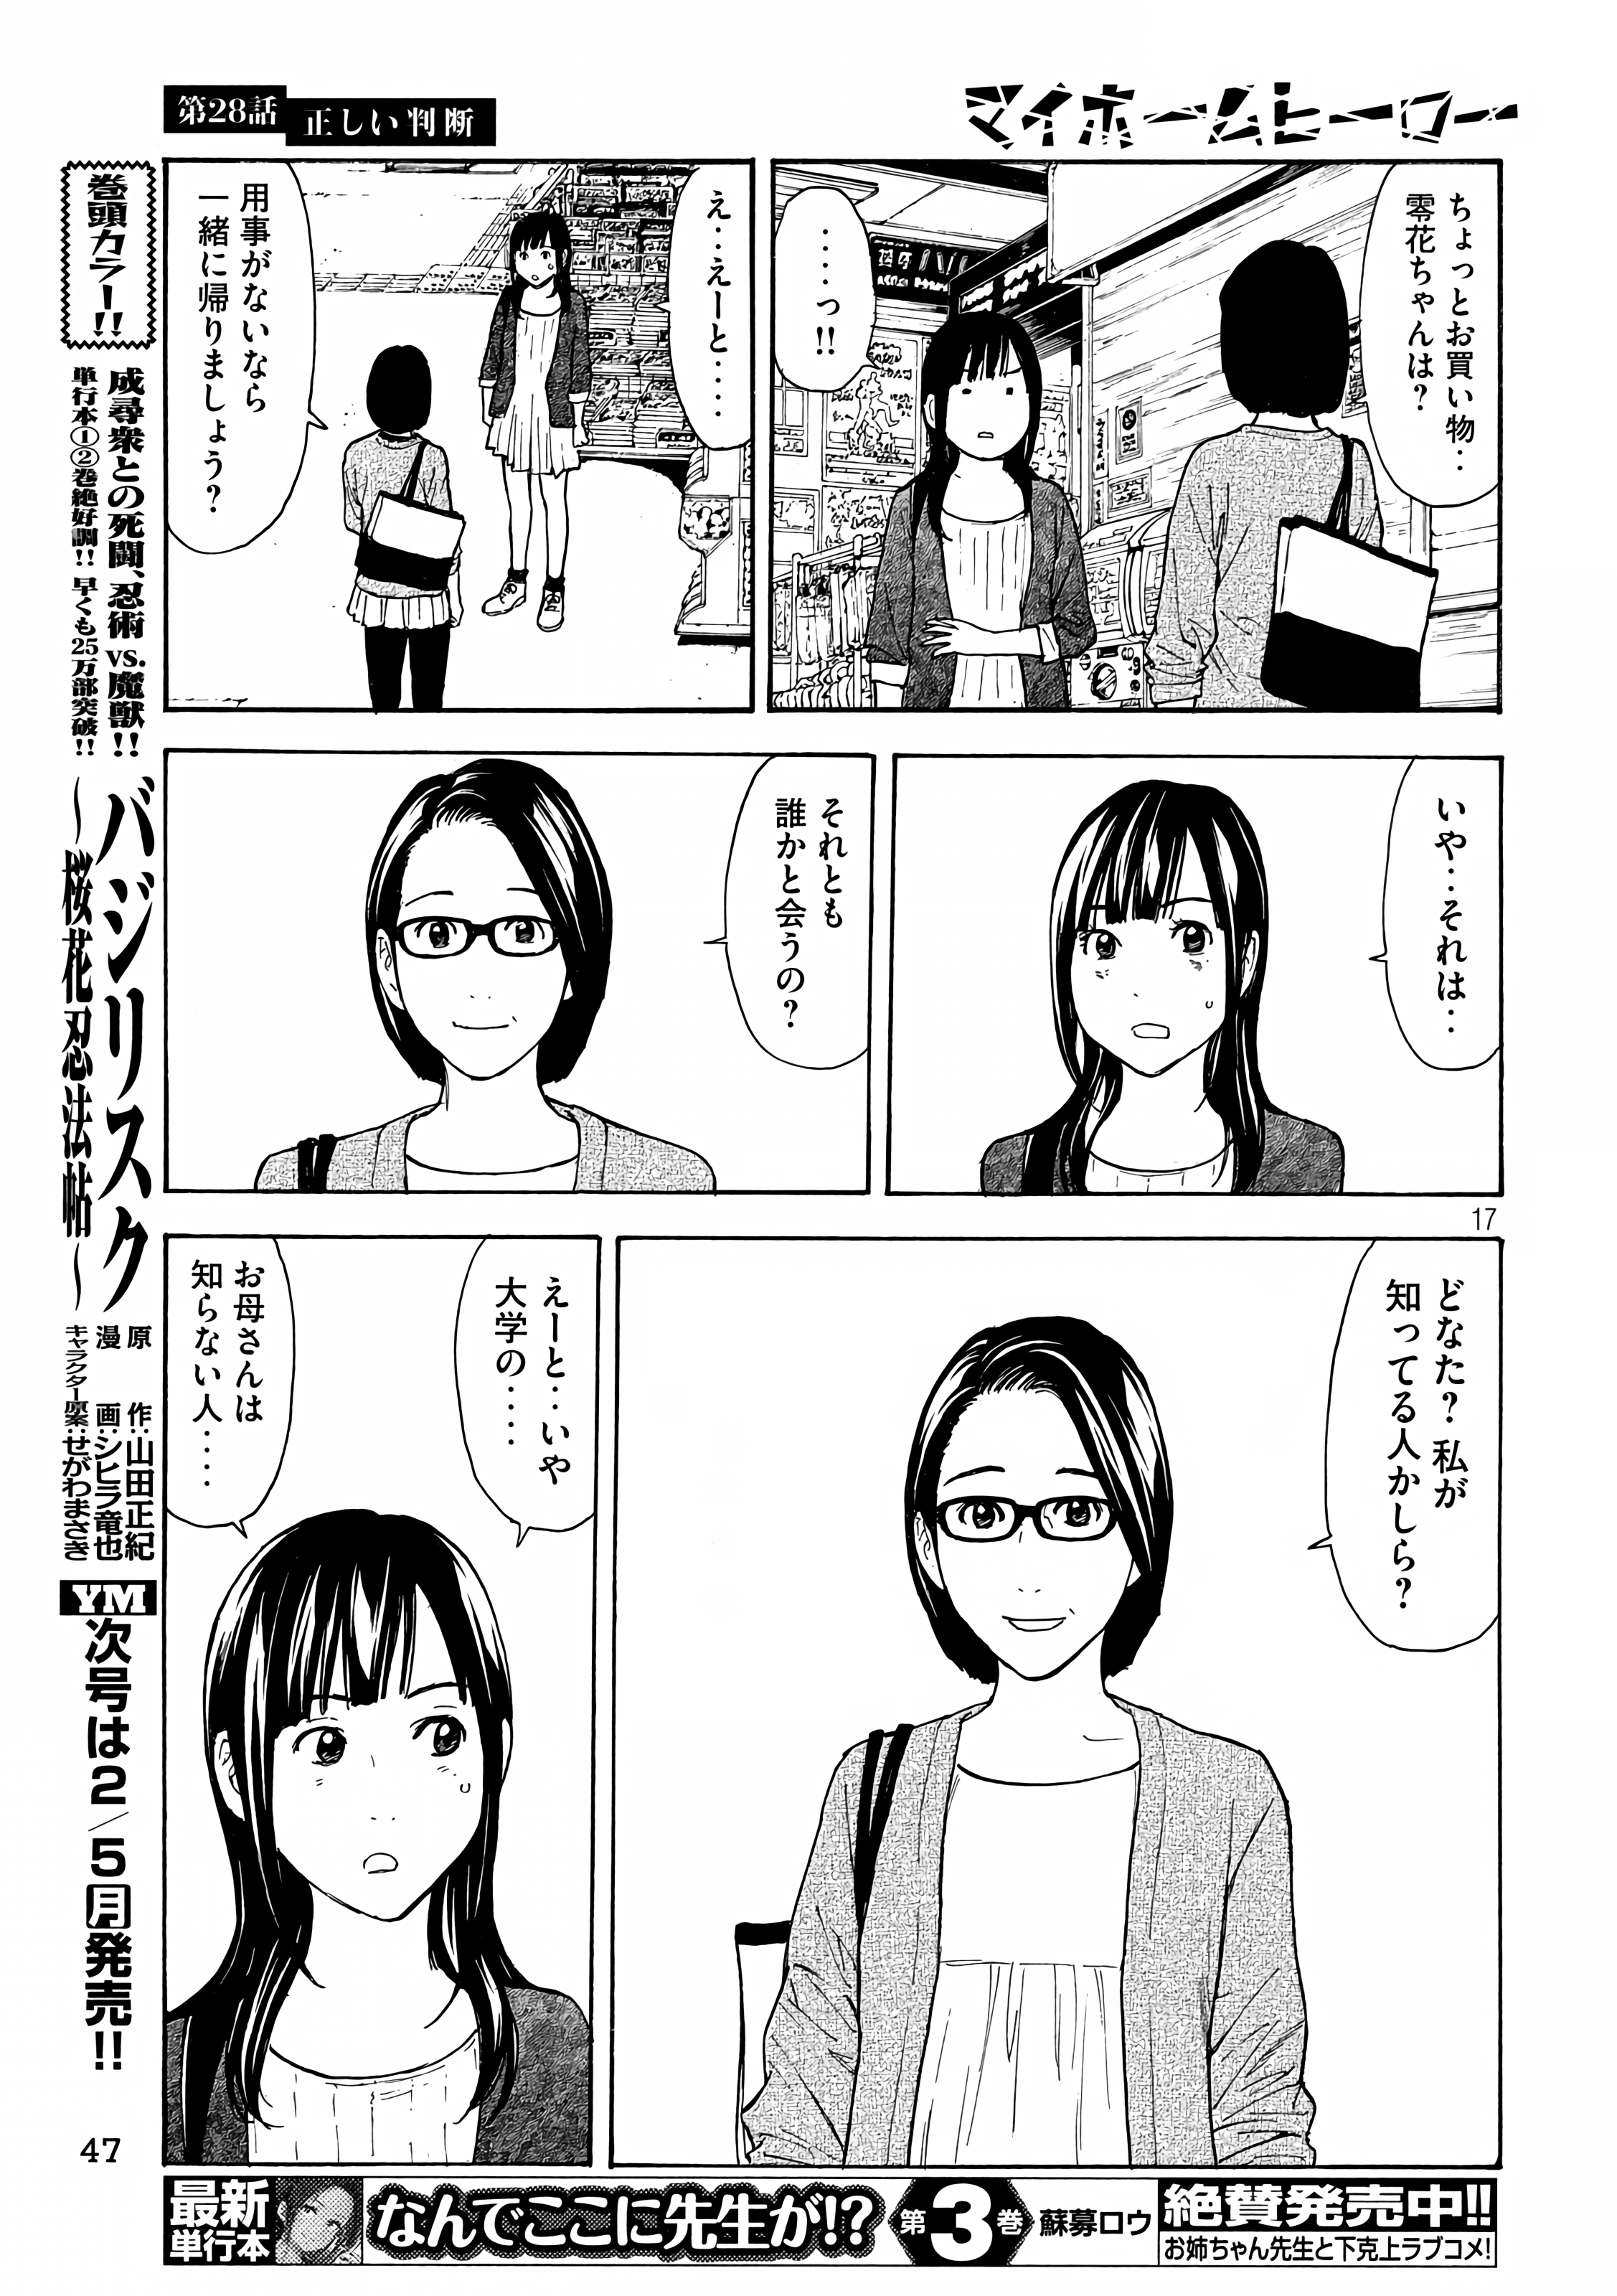 マイホームヒーロー
第28話
正しい判断
ちょっとお買い物‥
零花ちゃんは?
‥‥っ!!
え‥えーと‥‥
用事がないなら
一緒に帰りましょう?
いや‥それは‥
それとも
誰かと会うの?
17
どなた? 私が
知ってる人かしら?
えーと‥いや
大学の‥‥
お母さんは
知らない人‥‥
巻頭カラー!!
成尋衆との死闘、忍術vs.魔獣!!
単行本①②巻絶好調!! 早くも25万部突破!!
バジリスク
〜桜花忍法帖〜
原作:山田正紀
漫画:シヒラ竜也
キャラクター原案:せがわまさき
YM
次号は2/5月発売!!
47
最新
単行本
なんでここに先生が!?
第3巻
蘇募ロウ
絶賛発売中!!
お姉ちゃん先生と下克上ラブコメ!